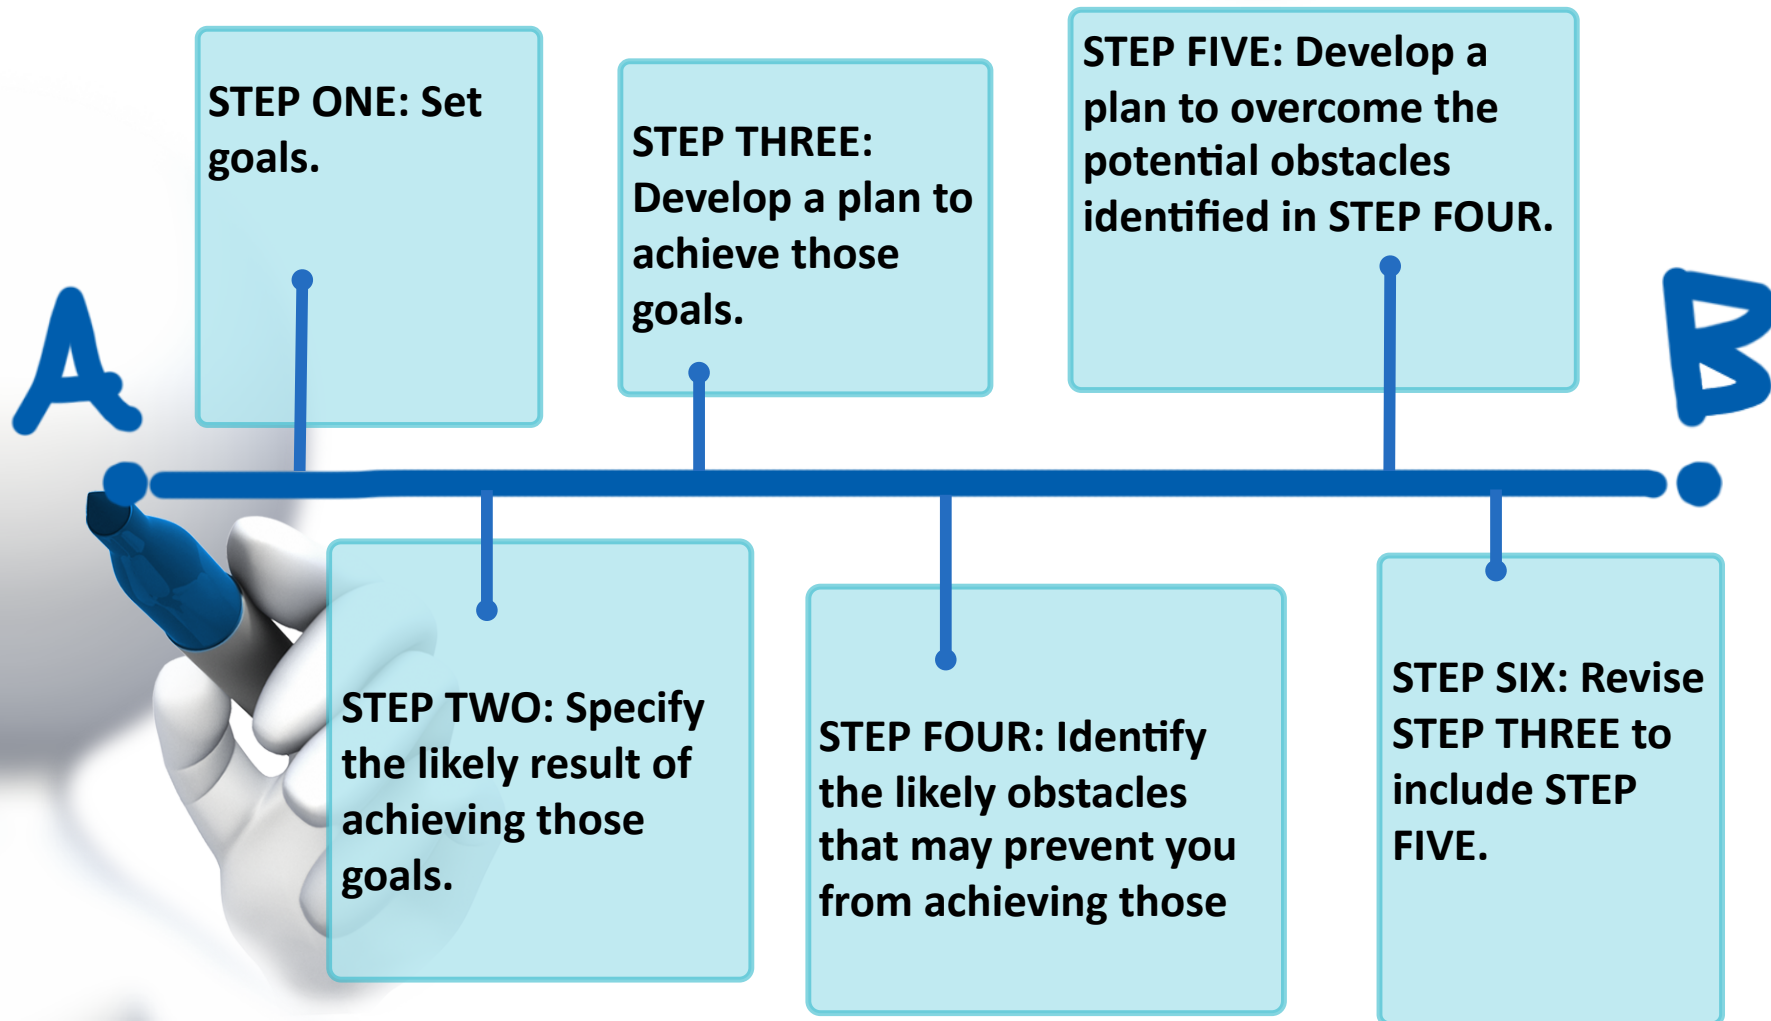 A
STEP ONE: Set
goals.
STEP TWO: Specify
the likely result of
achieving those
goals.
STEP THREE:
Develop a plan to
achieve those
goals.
STEP FOUR: Identify
the likely obstacles
that may prevent you
from achieving those
STEP FIVE: Develop a
plan to overcome the
potential obstacles
identified in STEP FOUR.
STEP SIX: Revise
STEP THREE to
include STEP
FIVE.
B